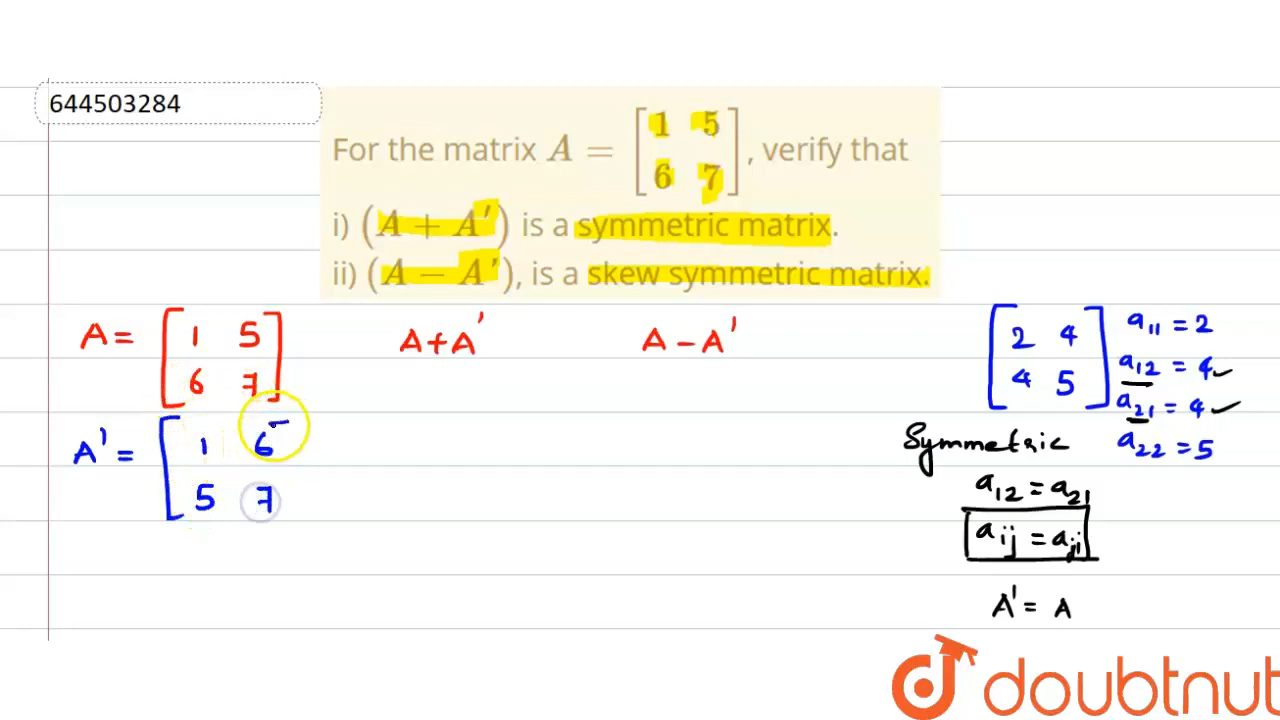 644503284
For the matrix A = [1 5
6 7], verify that
i) (A + A′) is a symmetric matrix.
ii) (A − A′), is a skew symmetric matrix.
A = [1 5
6 7]
A' = [1 6
5 7
A+A'
A-A'
[2 4
4 5]
a11 = 2
a12 = 4
a21 = 4
a22 = 5
Symmetric
a12 = a21
aij = aji
A' = A
doubtnut